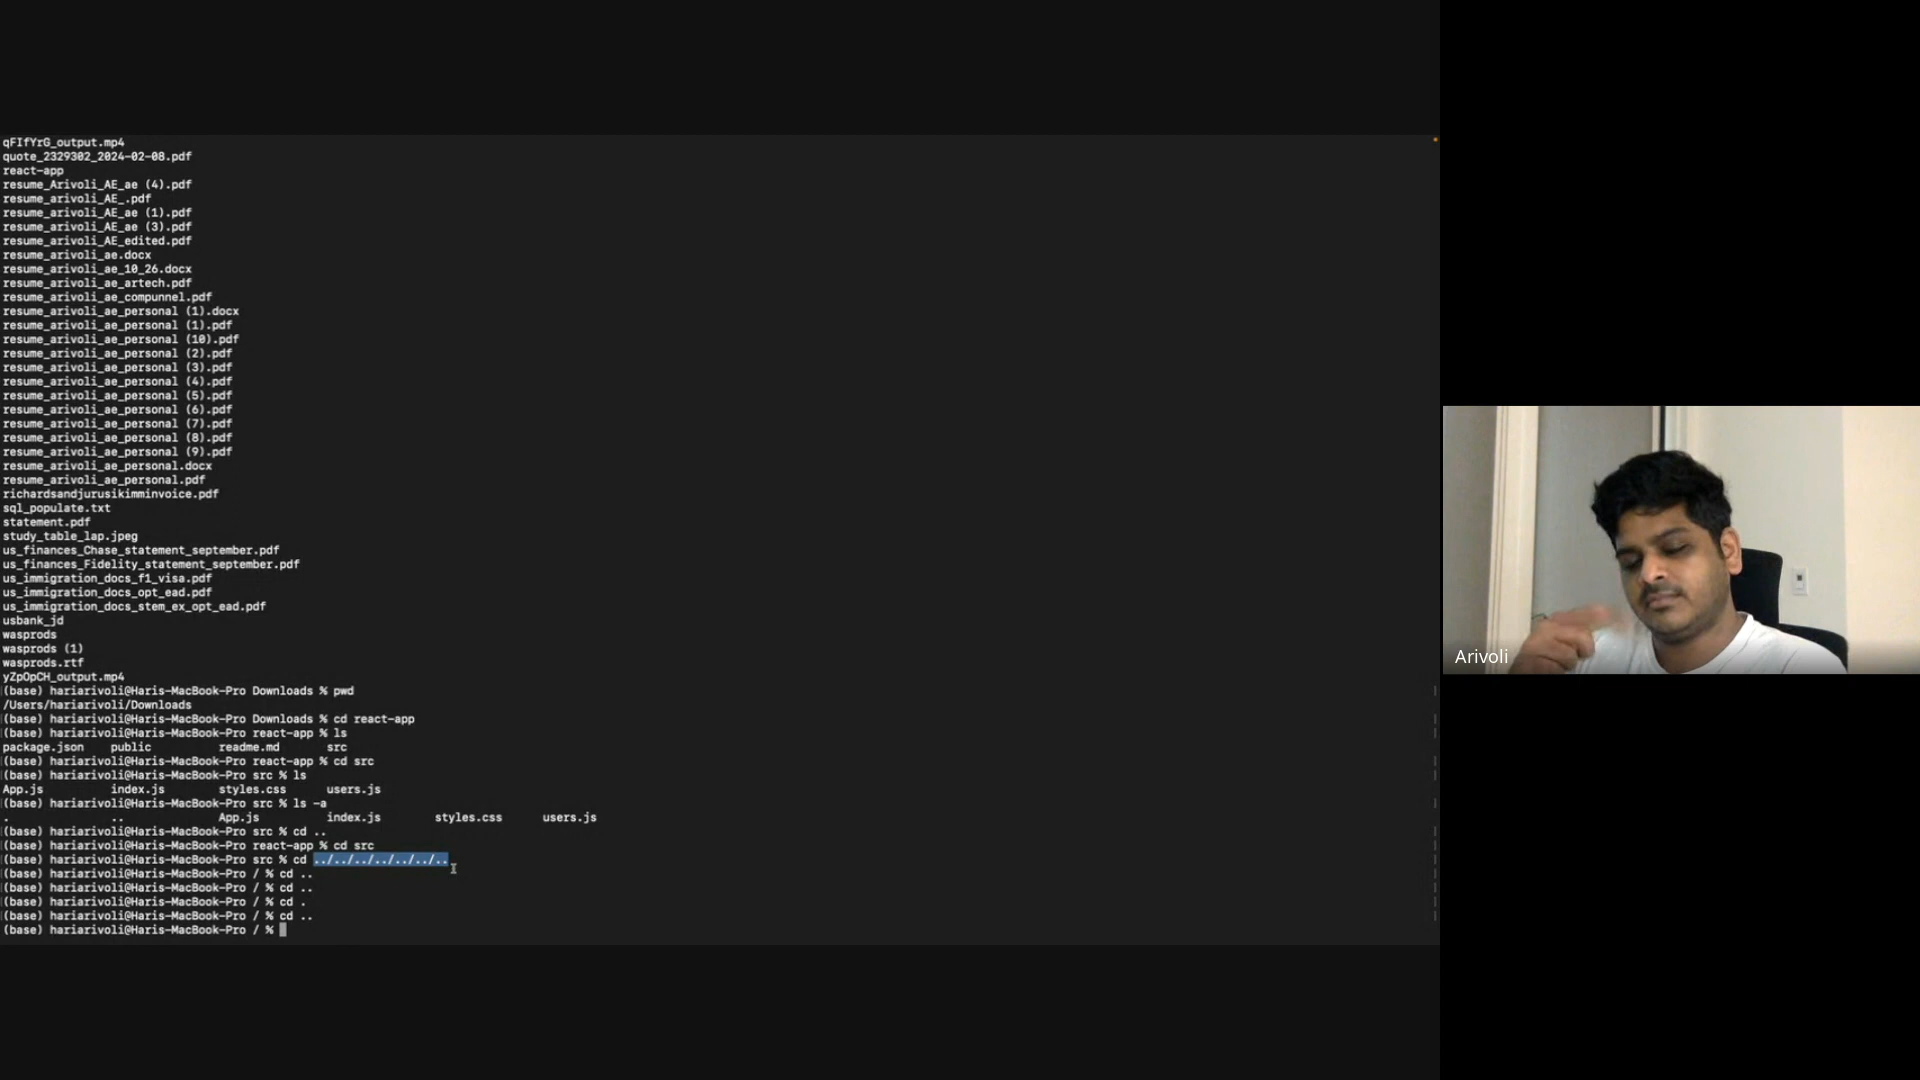 qFIfYrG_output.mp4
quote_2329302_2024-02-08.pdf
react-app
resume_Arivoli_AE_ae (4).pdf
resume_arivoli_AE_.pdf
resume_arivoli_AE_ae (1).pdf
resume_arivoli_AE_ae (3).pdf
resume_arivoli_AE_edited.pdf
resume_arivoli_ae.docx
resume_arivoli_ae_10_26.docx
resume_arivoli_ae_artech.pdf
resume_arivoli_ae_compunnel.pdf
resume_arivoli_ae_personal (1).docx
resume_arivoli_ae_personal (1).pdf
resume_arivoli_ae_personal (10).pdf
resume_arivoli_ae_personal (2).pdf
resume_arivoli_ae_personal (3).pdf
resume_arivoli_ae_personal (4).pdf
resume_arivoli_ae_personal (5).pdf
resume_arivoli_ae_personal (6).pdf
resume_arivoli_ae_personal (7).pdf
resume_arivoli_ae_personal (8).pdf
resume_arivoli_ae_personal (9).pdf
resume_arivoli_ae_personal.docx
resume_arivoli_ae_personal.pdf
richardsandjurusikimminvoice.pdf
sql_populate.txt
statement.pdf
study_table_lap.jpeg
us_finances_Chase_statement_september.pdf
us_finances_Fidelity_statement_september.pdf
us_immigration_docs_f1_visa.pdf
us_immigration_docs_opt_ead.pdf
us_immigration_docs_stem_ex_opt_ead.pdf
usbank_jd
wasprods
wasprods (1)
wasprods.rtf
yZpOpCH_output.mp4
(base) hariarivoli@Haris-MacBook-Pro Downloads % pwd
/Users/hariarivoli/Downloads
(base) hariarivoli@Haris-MacBook-Pro Downloads % cd react-app
(base) hariarivoli@Haris-MacBook-Pro react-app % ls
package.json public readme.md src
(base) hariarivoli@Haris-MacBook-Pro react-app % cd src
(base) hariarivoli@Haris-MacBook-Pro src % ls
App.js index.js styles.css users.js
(base) hariarivoli@Haris-MacBook-Pro src % ls -a
. .. App.js index.js styles.css users.js
(base) hariarivoli@Haris-MacBook-Pro src % cd ..
(base) hariarivoli@Haris-MacBook-Pro react-app % cd src
(base) hariarivoli@Haris-MacBook-Pro src % cd ../../../../../../..
(base) hariarivoli@Haris-MacBook-Pro / % cd ..
(base) hariarivoli@Haris-MacBook-Pro / % cd ..
(base) hariarivoli@Haris-MacBook-Pro / % cd .
(base) hariarivoli@Haris-MacBook-Pro / % cd ..
(base) hariarivoli@Haris-MacBook-Pro / %
Arivoli